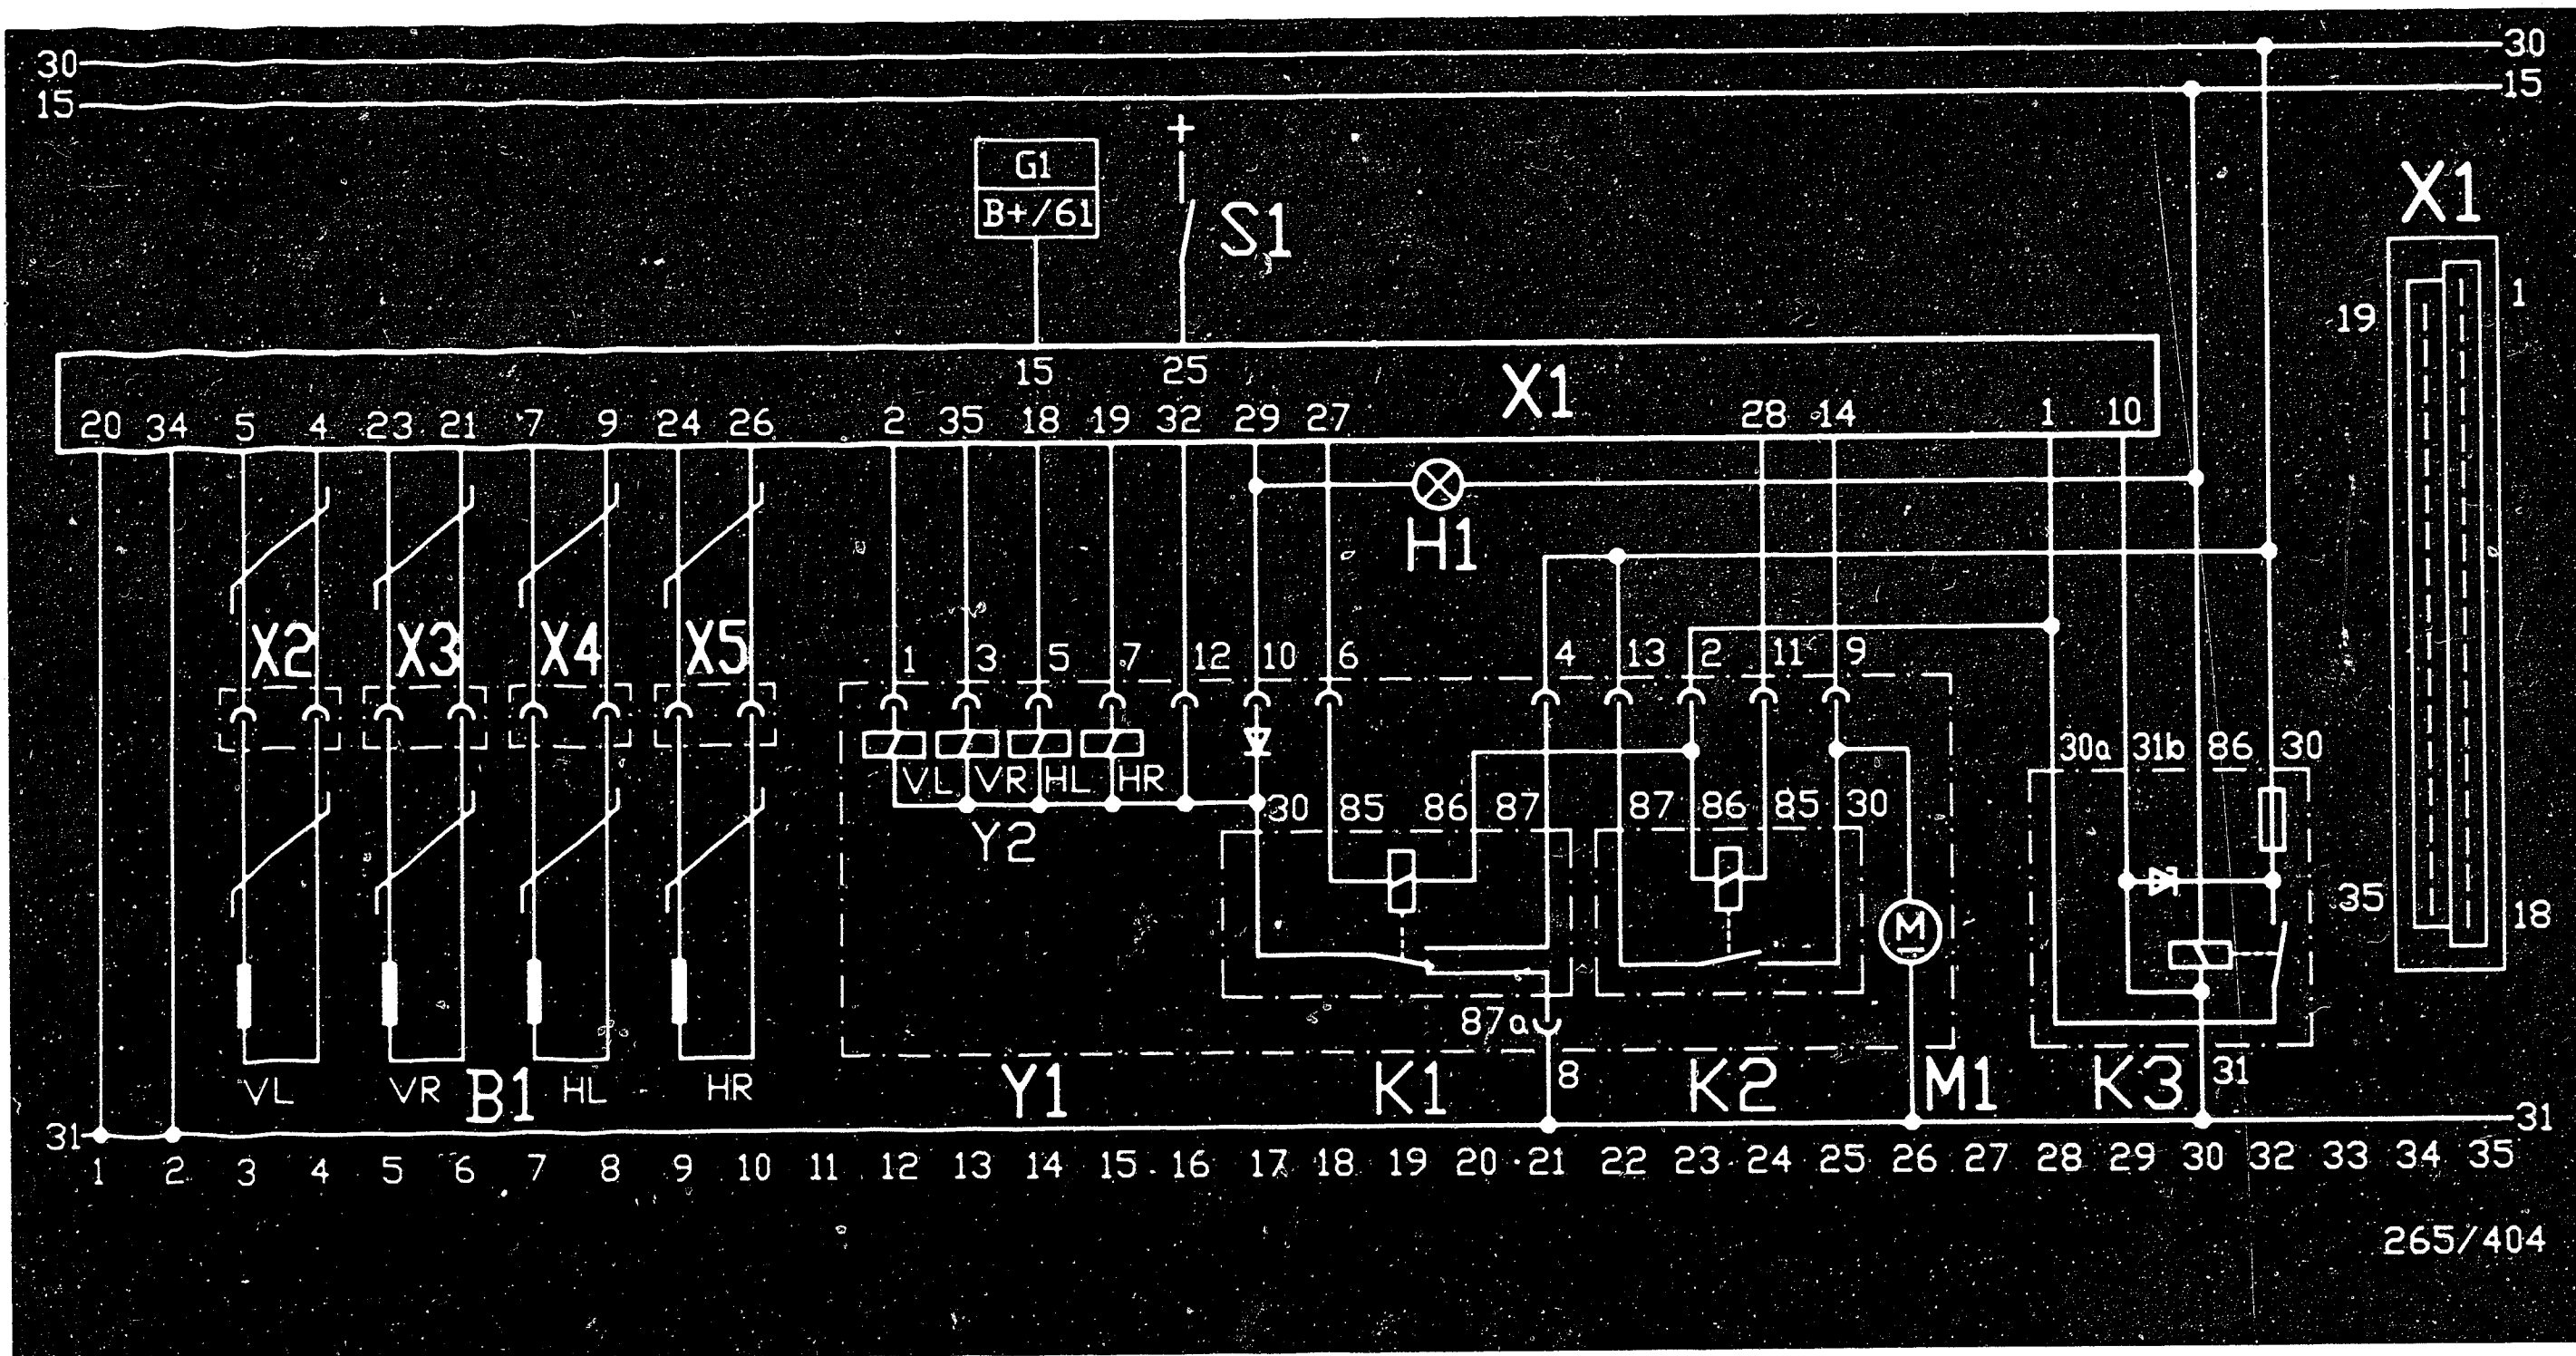 30 30
15 15
+
G1
B+/61
S1
X1
19 1
15 25
X1
20 34 5 4 23 21 7 9 24 26 2 35 18 19 32 29 27 28 14 1 10
H1
X2 X3 X4 X5
1 3 5 7 12 10 6 4 13 2 11 9
30a 31b 86 30
VL VR HL HR
30 85 86 87 87 86 85 30
Y2
35 18
M
87a
VL VR B1 HL HR Y1 K1 8 K2 M1 K3 31
31 31
1 2 3 4 5 6 7 8 9 10 11 12 13 14 15 16 17 18 19 20 21 22 23 24 25 26 27 28 29 30 32 33 34 35
265/404